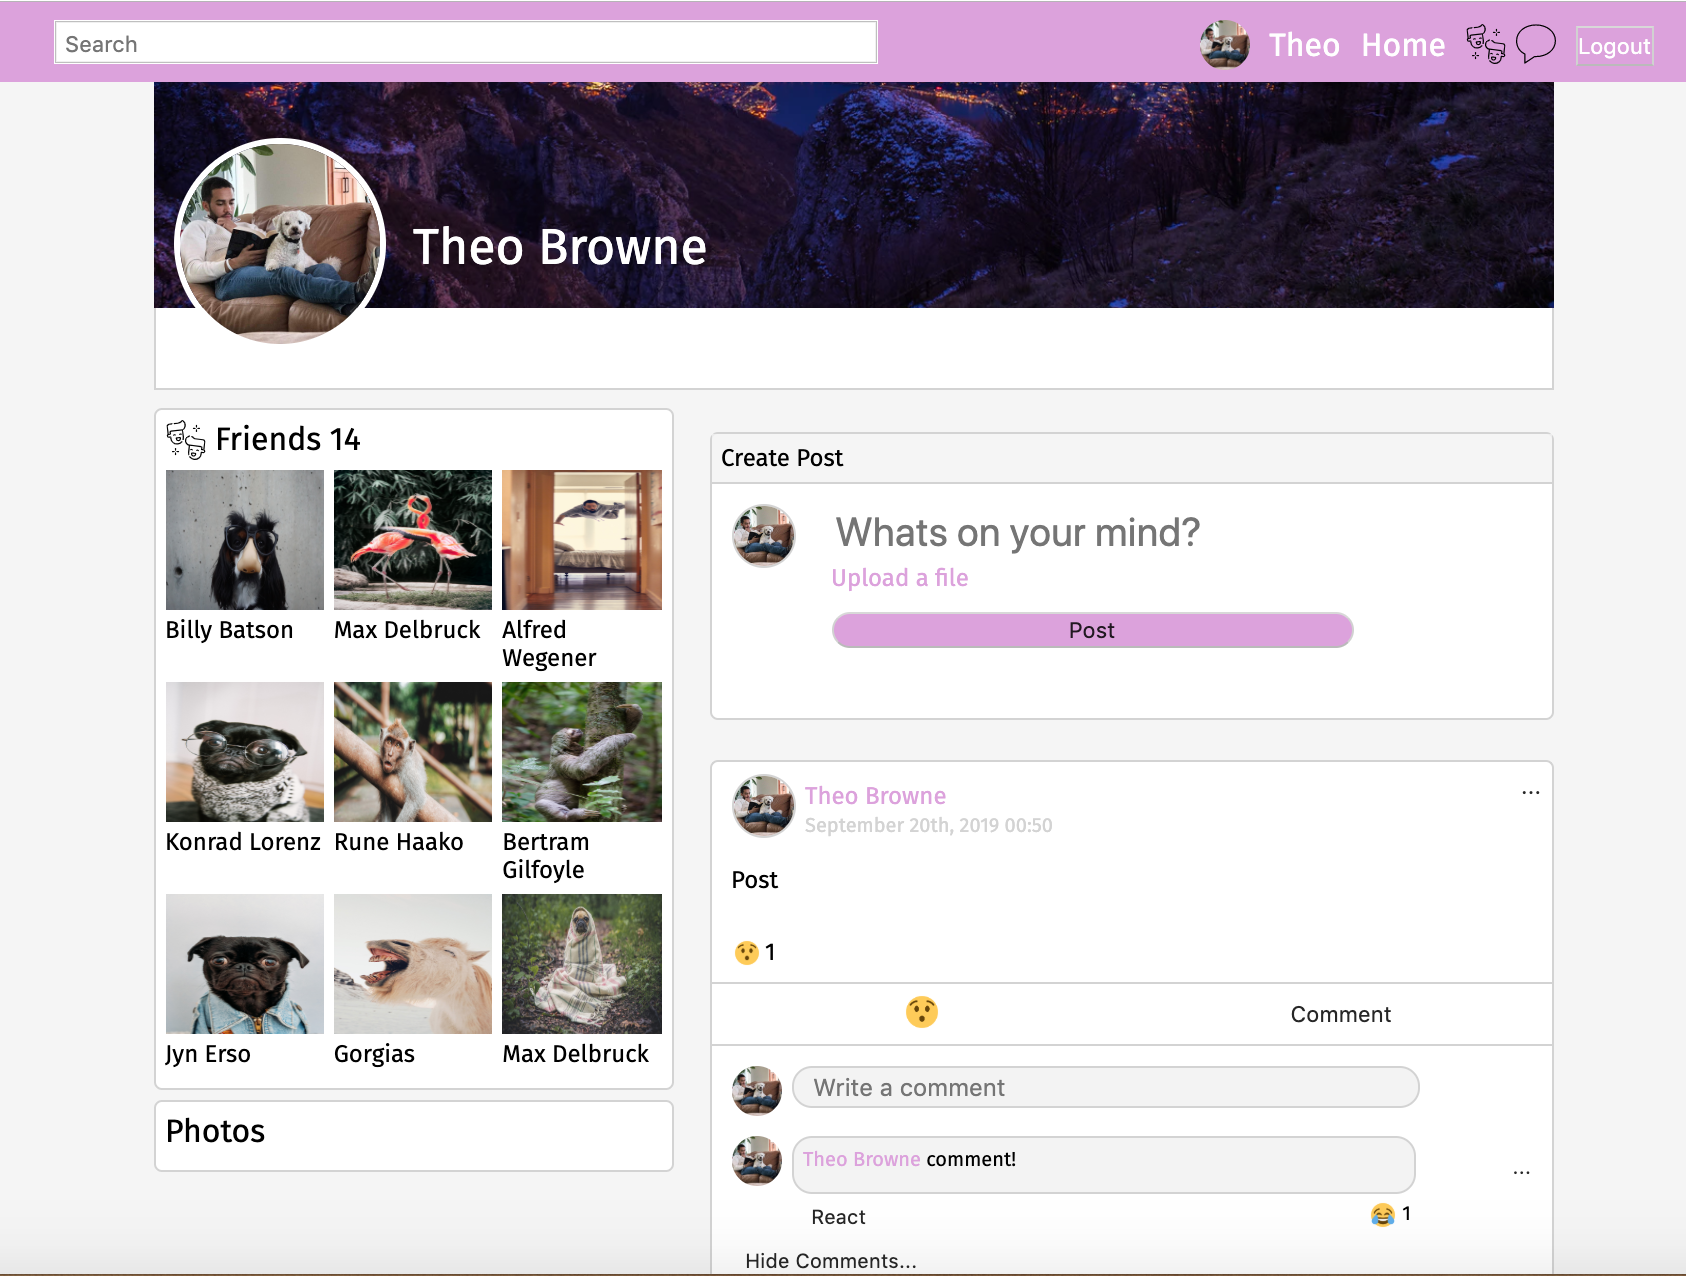 Search
Theo Home
Logout
Theo Browne
Friends 14
Billy Batson
Max Delbruck
Alfred
Wegener
Konrad Lorenz
Rune Haako
Bertram
Gilfoyle
Jyn Erso
Gorgias
Max Delbruck
Photos
Create Post
Whats on your mind?
Upload a file
Post
Theo Browne
...
September 20th, 2019 00:50
Post
😯 1
😯
Comment
Write a comment
Theo Browne comment!
...
React
😂 1
Hide Comments...